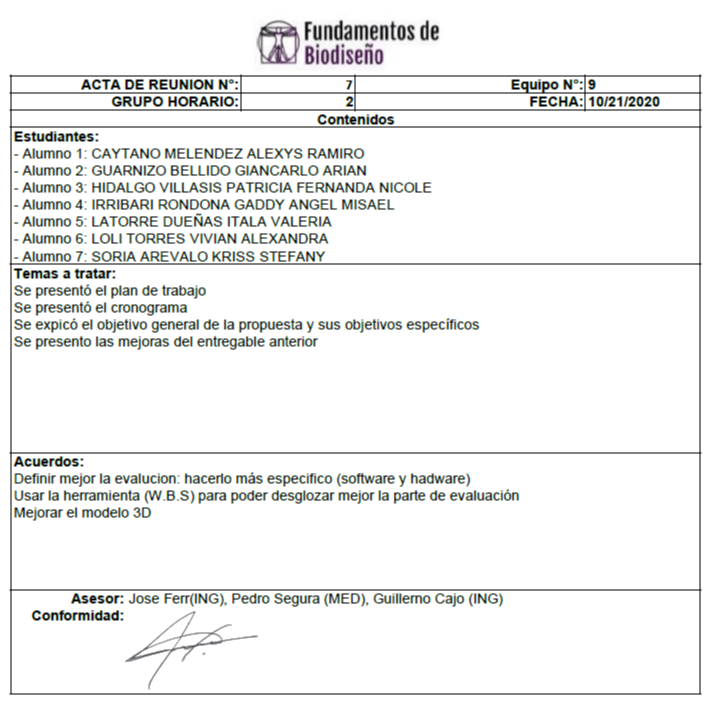 Fundamentos de
Biodiseño
ACTA DE REUNION N°: 7 Equipo N°: 9
GRUPO HORARIO: 2 FECHA: 10/21/2020
Contenidos
Estudiantes:
- Alumno 1: CAYTANO MELENDEZ ALEXYS RAMIRO
- Alumno 2: GUARNIZO BELLIDO GIANCARLO ARIAN
- Alumno 3: HIDALGO VILLASIS PATRICIA FERNANDA NICOLE
- Alumno 4: IRRIBARI RONDONA GADDY ANGEL MISAEL
- Alumno 5: LATORRE DUEÑAS ITALA VALERIA
- Alumno 6: LOLI TORRES VIVIAN ALEXANDRA
- Alumno 7: SORIA AREVALO KRISS STEFANY
Temas a tratar:
Se presentó el plan de trabajo
Se presentó el cronograma
Se expicó el objetivo general de la propuesta y sus objetivos específicos
Se presento las mejoras del entregable anterior
Acuerdos:
Definir mejor la evalucion: hacerlo más especifico (software y hadware)
Usar la herramienta (W.B.S) para poder desglozar mejor la parte de evaluación
Mejorar el modelo 3D
Asesor: Jose Ferr(ING), Pedro Segura (MED), Guillerno Cajo (ING)
Conformidad: